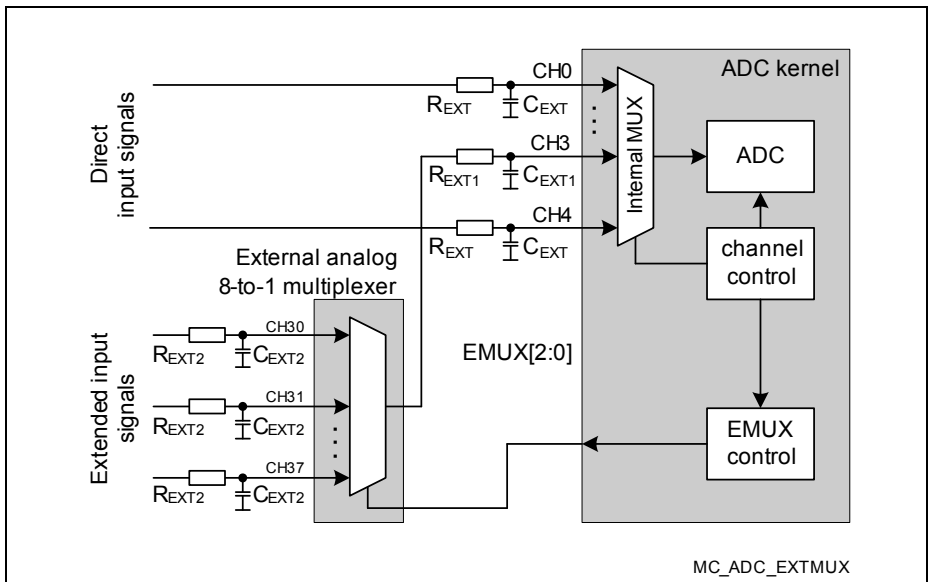 ADC kernel
Direct
input signals
REXT
CEXT
CH0
REXT1
CEXT1
CH3
REXT
CEXT
CH4
Internal MUX
ADC
channel
control
External analog
8-to-1 multiplexer
Extended input
signals
REXT2
CEXT2
CH30
REXT2
CEXT2
CH31
REXT2
CEXT2
CH37
EMUX[2:0]
EMUX
control
MC_ADC_EXTMUX